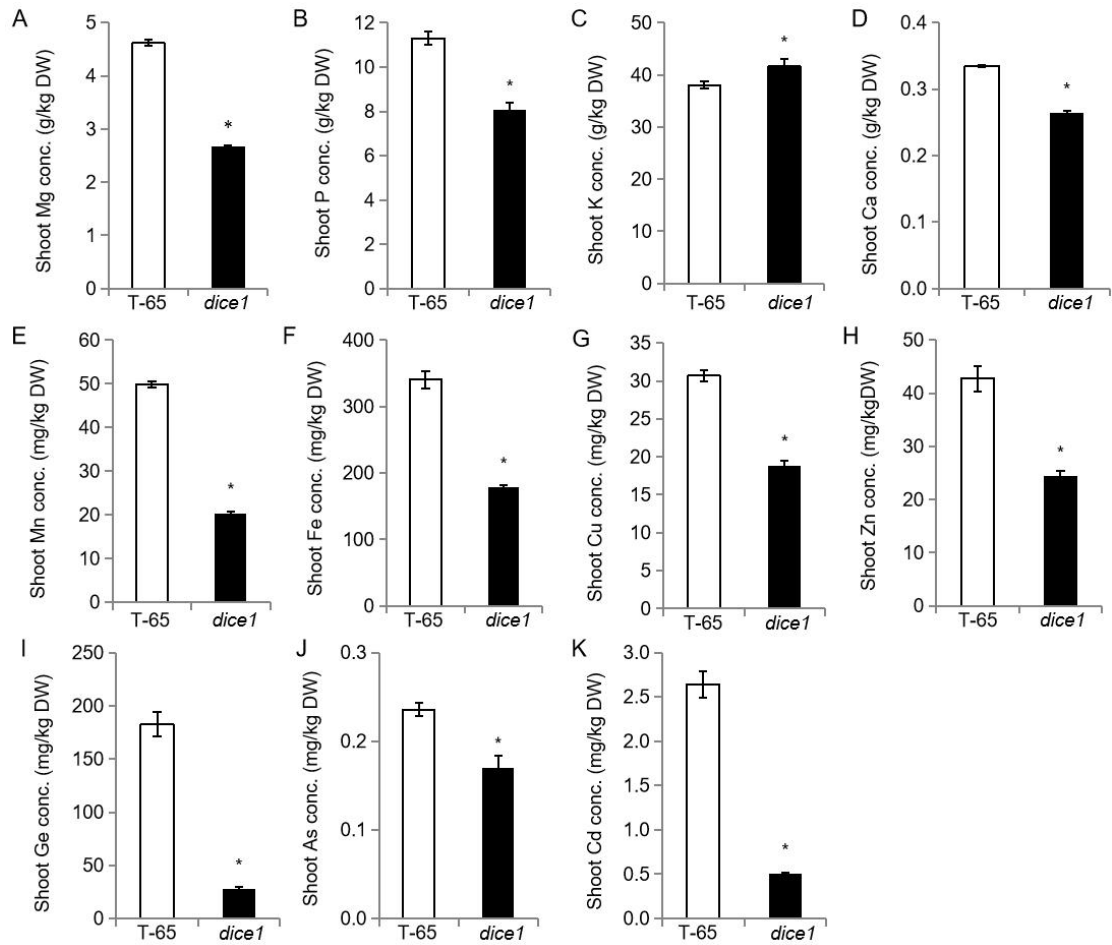 A
Shoot Mg conc. (g/kg DW)
5
4
3
2
1
0
*
T-65 dice1
B
Shoot P conc. (g/kg DW)
12
10
8
6
4
2
0
*
T-65 dice1
C
Shoot K conc. (g/kg DW)
50
40
30
20
10
0
*
T-65 dice1
D
Shoot Ca conc. (g/kg DW)
0.4
0.3
0.2
0.1
0.0
*
T-65 dice1
E
Shoot Mn conc. (mg/kg DW)
60
50
40
30
20
10
0
*
T-65 dice1
F
Shoot Fe conc. (mg/kg DW)
400
300
200
100
0
*
T-65 dice1
G
Shoot Cu conc. (mg/kg DW)
35
30
25
20
15
10
5
0
*
T-65 dice1
H
Shoot Zn conc. (mg/kgDW)
50
40
30
20
10
0
*
T-65 dice1
I
Shoot Ge conc. (mg/kg DW)
250
200
150
100
50
0
*
T-65 dice1
J
Shoot As conc. (mg/kg DW)
0.3
0.2
0.1
0.0
*
T-65 dice1
K
Shoot Cd conc. (mg/kg DW)
3.0
2.5
2.0
1.5
1.0
0.5
0.0
*
T-65 dice1